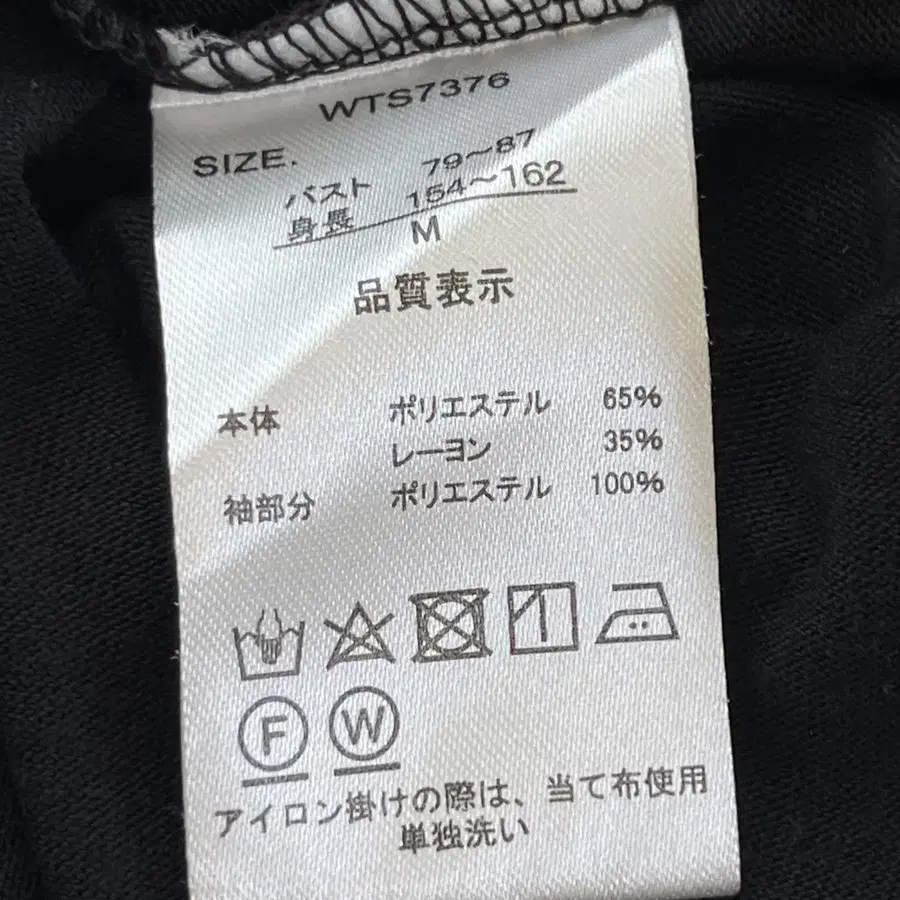 WTS7376
SIZE.
バスト 79～87
身長 154～162
M
品質表示
本体 ポリエステル 65%
レーヨン 35%
袖部分 ポリエステル 100%
F W
アイロン掛けの際は、当て布使用
単独洗い